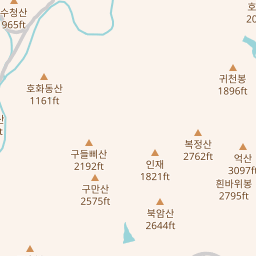 수청산
965ft
호화동산
1161ft
귀천봉
1896ft
구들삐산
2192ft
구만산
2575ft
인재
1821ft
복정산
2762ft
억산
3097ft
흰바위봉
2795ft
북암산
2644ft